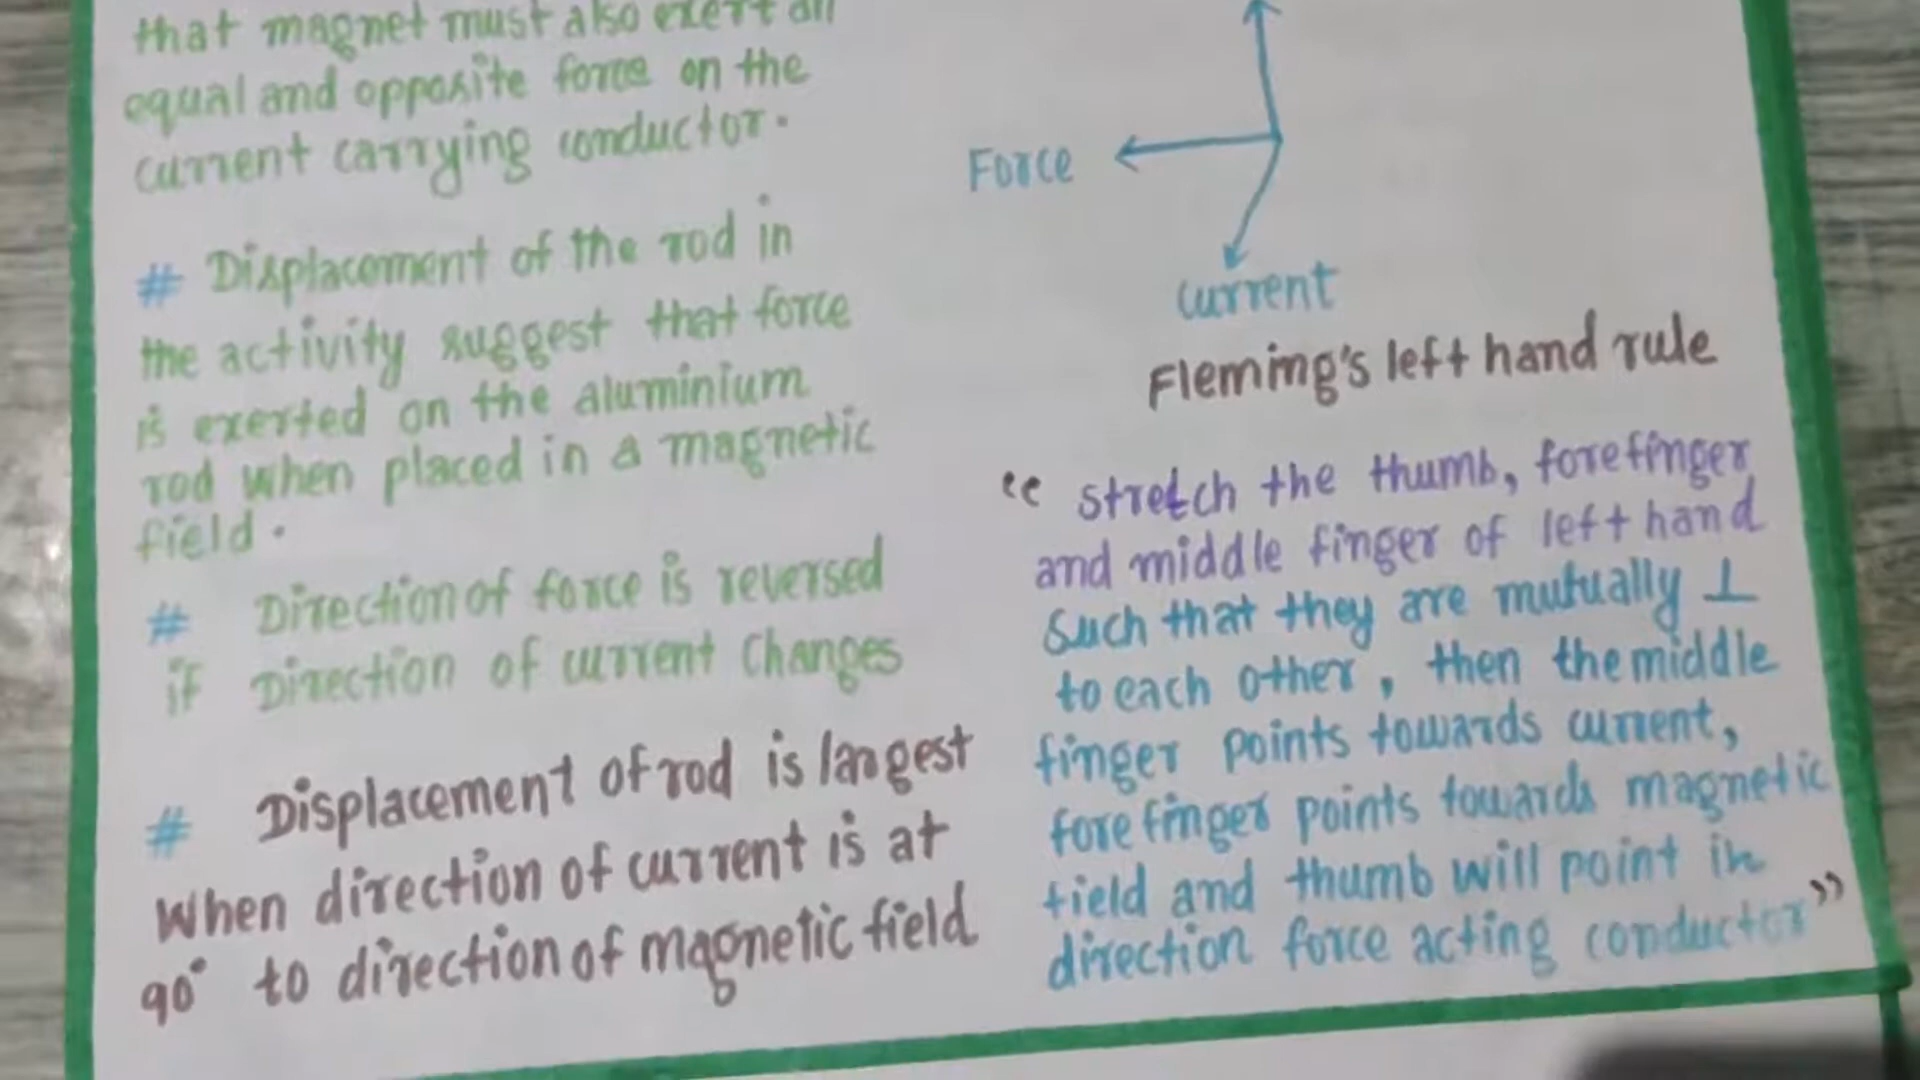 that magnet must also exert an
equal and opposite force on the
current carrying conductor.
# Displacement of the rod in
the activity suggest that force
is exerted on the aluminium
rod when placed in a magnetic
field.
# Direction of force is reversed
if Direction of current Changes
# Displacement of rod is largest
When direction of current is at
90° to direction of magnetic field
Force
current
Fleming's left hand rule
“ stretch the thumb, forefinger
and middle finger of left hand
Such that they are mutually ⊥
to each other, then the middle
finger points towards current,
forefinger points towards magnetic
field and thumb will point in
direction force acting conductor”